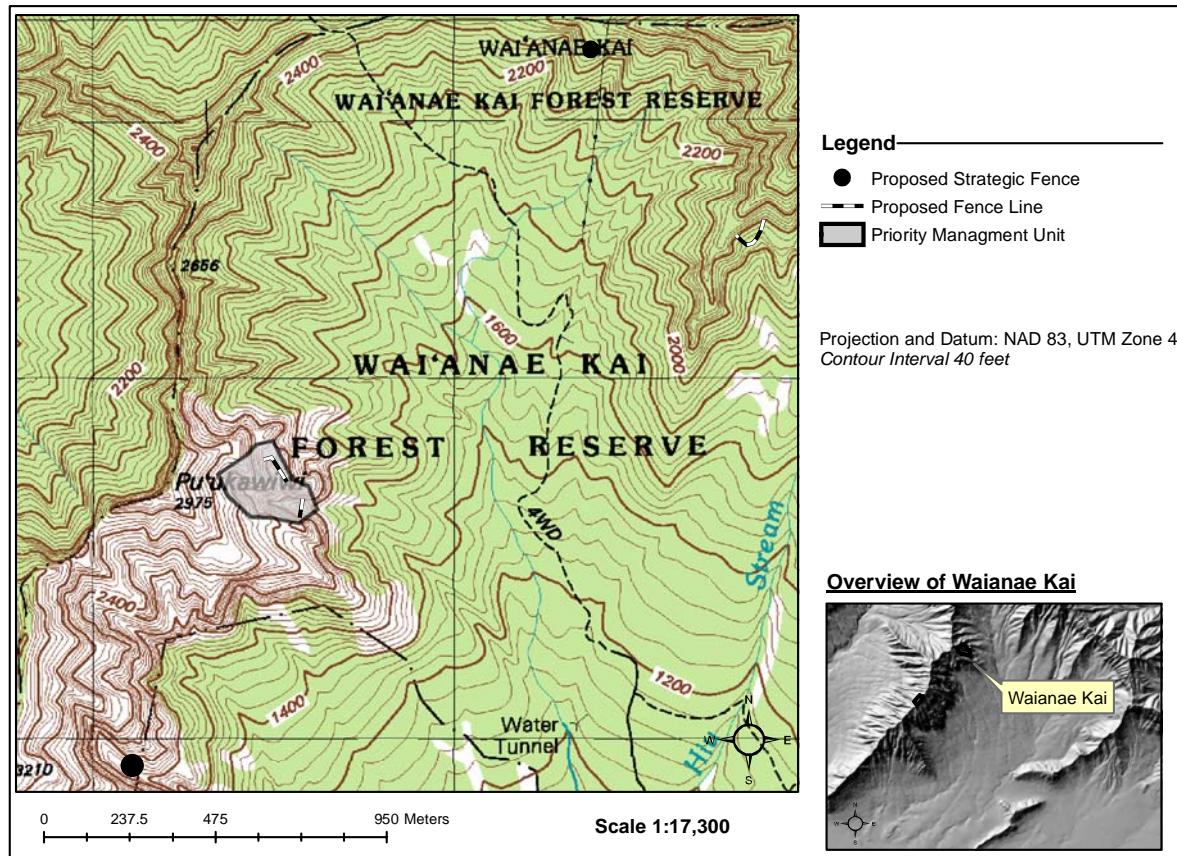 WAI'ANAE KAI
2400
2200
WAI'ANAE KAI FOREST RESERVE
2400
2200
2656
1600
2000
WAI'ANAE KAI
2200
FOREST RESERVE
Pu'ukawiwi
2975
4WD
Stream
2400
1200
1400
Water
Tunnel
Hiu
N
W E
S
3210
0 237.5 475 950 Meters
Scale 1:17,300
Legend
Proposed Strategic Fence
Proposed Fence Line
Priority Managment Unit
Projection and Datum: NAD 83, UTM Zone 4
Contour Interval 40 feet
Overview of Waianae Kai
Waianae Kai
N
W E
S